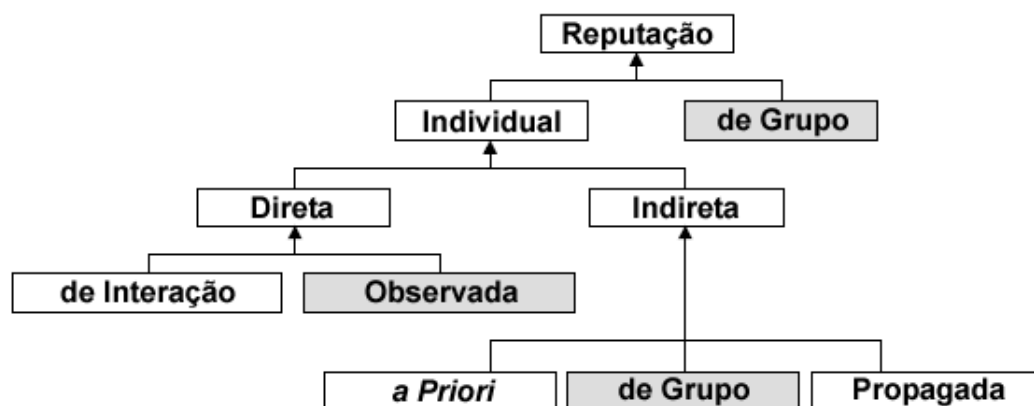 Reputação
Individual
de Grupo
Direta
Indireta
de Interação
Observada
a Priori
de Grupo
Propagada